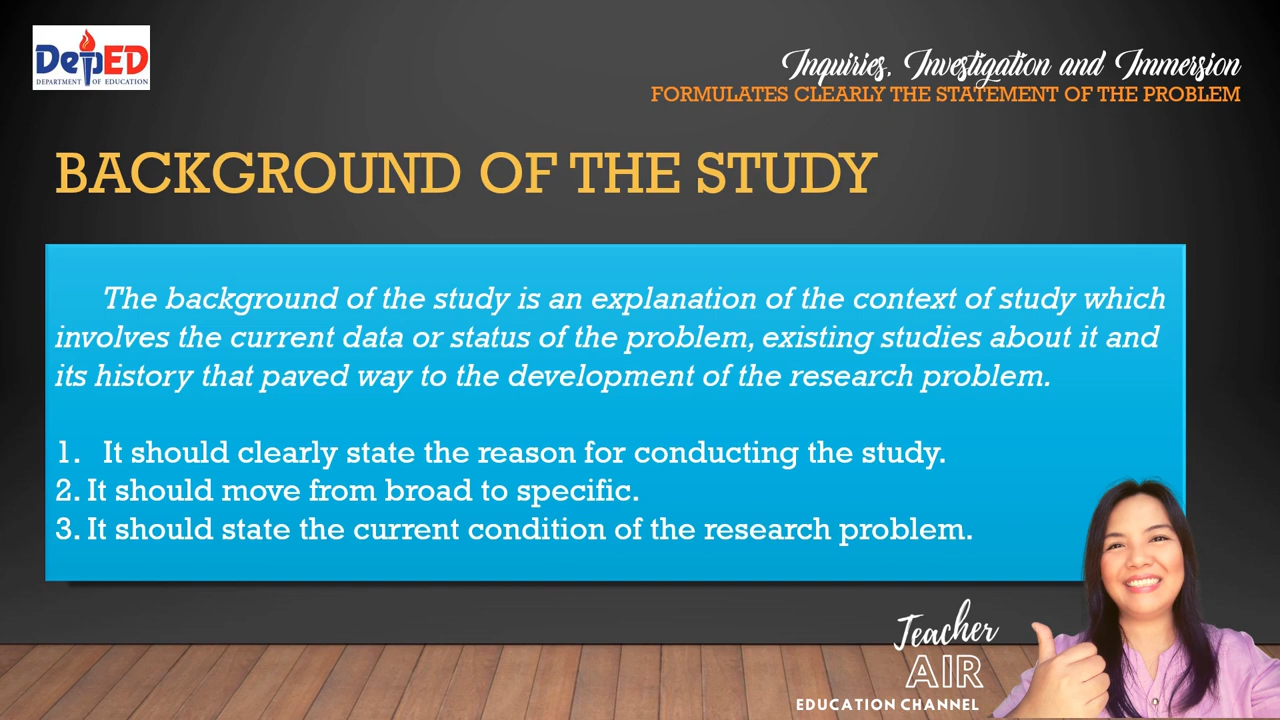 DepED
DEPARTMENT OF EDUCATION
Inquiries, Investigation and Immersion
FORMULATES CLEARLY THE STATEMENT OF THE PROBLEM
BACKGROUND OF THE STUDY
The background of the study is an explanation of the context of study which
involves the current data or status of the problem, existing studies about it and
its history that paved way to the development of the research problem.
1. It should clearly state the reason for conducting the study.
2. It should move from broad to specific.
3. It should state the current condition of the research problem.
Teacher
AIR
EDUCATION CHANNEL